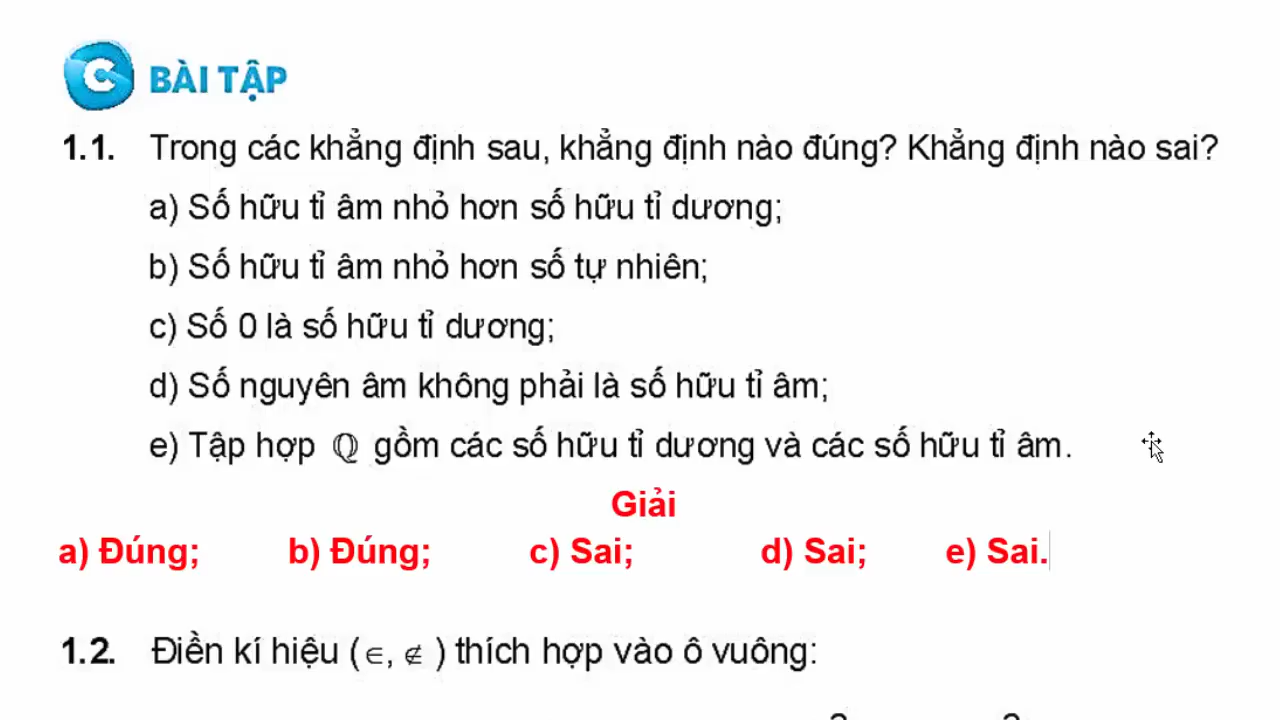 C BÀI TẬP
1.1. Trong các khẳng định sau, khẳng định nào đúng? Khẳng định nào sai?
a) Số hữu tỉ âm nhỏ hơn số hữu tỉ dương;
b) Số hữu tỉ âm nhỏ hơn số tự nhiên;
c) Số 0 là số hữu tỉ dương;
d) Số nguyên âm không phải là số hữu tỉ âm;
e) Tập hợp ℚ gồm các số hữu tỉ dương và các số hữu tỉ âm.
Giải
a) Đúng; b) Đúng; c) Sai; d) Sai; e) Sai.
1.2. Điền kí hiệu (∈, ∉) thích hợp vào ô vuông: